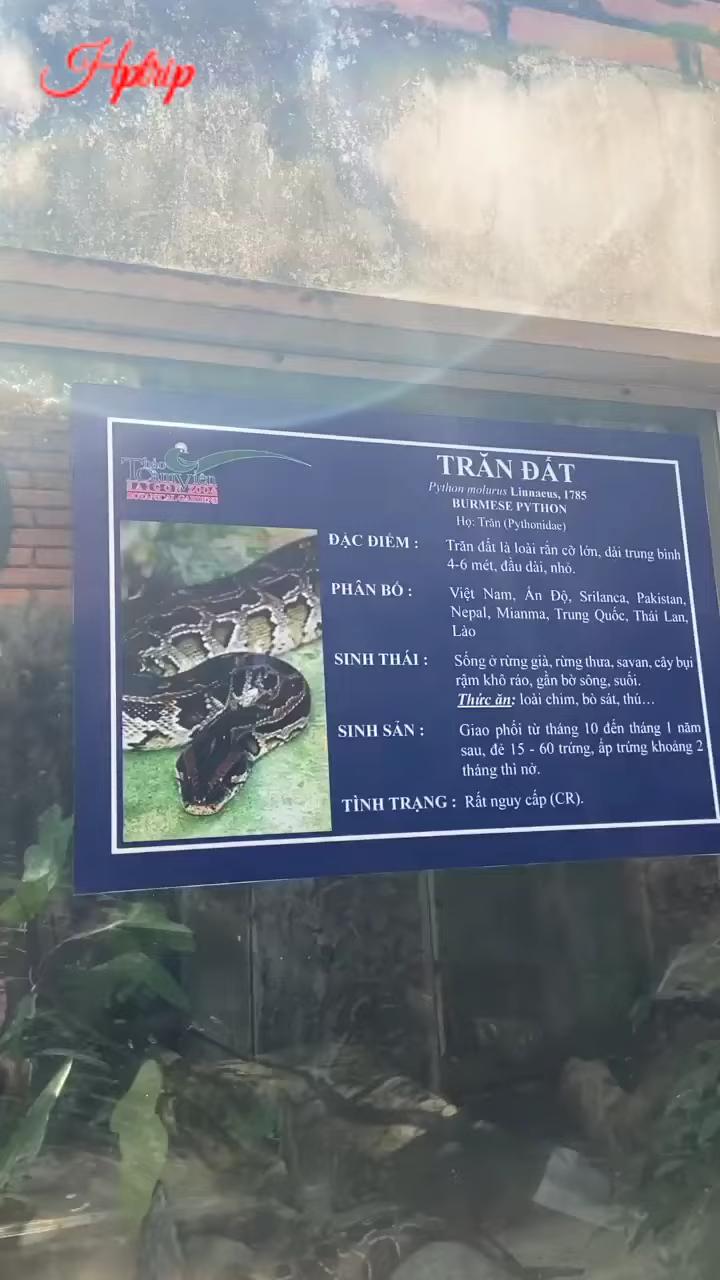 Hptrip
Thảo
Cầm Viên
SAIGON ZOO &
BOTANICAL GARDENS
TRĂN ĐẤT
Python molurus Linnaeus, 1785
BURMESE PYTHON
Họ: Trăn (Pythonidae)
ĐẶC ĐIỂM : Trăn đất là loài rắn cỡ lớn, dài trung bình
4-6 mét, đầu dài, nhỏ.
PHÂN BỐ : Việt Nam, Ấn Độ, Srilanca, Pakistan,
Nepal, Mianma, Trung Quốc, Thái Lan,
Lào
SINH THÁI : Sống ở rừng già, rừng thưa, savan, cây bụi
rậm khô ráo, gần bờ sông, suối.
Thức ăn: loài chim, bò sát, thú...
SINH SẢN : Giao phối từ tháng 10 đến tháng 1 năm
sau, đẻ 15 - 60 trứng, ấp trứng khoảng 2
tháng thì nở.
TÌNH TRẠNG : Rất nguy cấp (CR).